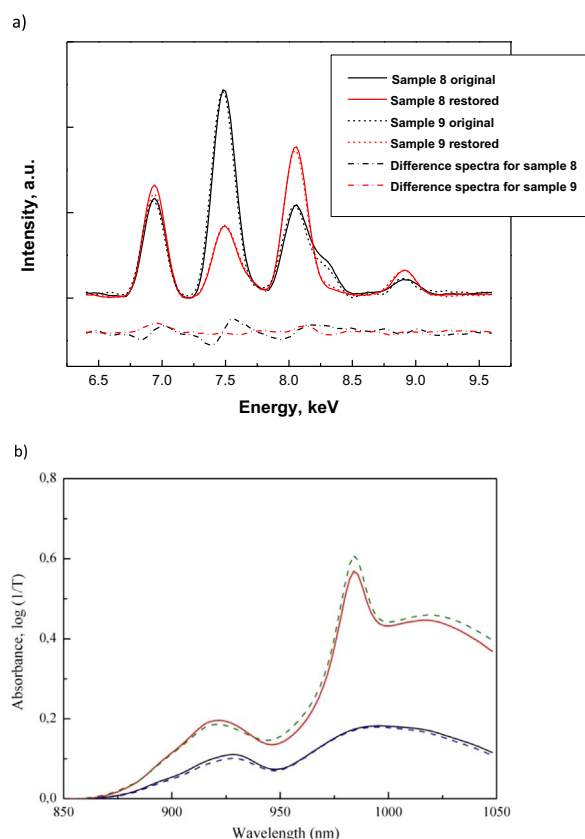 a)
Sample 8 original
Sample 8 restored
Sample 9 original
Sample 9 restored
Difference spectra for sample 8
Difference spectra for sample 9
Intensity, a.u.
6.5 7.0 7.5 8.0 8.5 9.0 9.5
Energy, keV
b)
0,8
0,6
0,4
0,2
0,0
Absorbance, log (1/T)
850 900 950 1000 1050
Wavelength (nm)